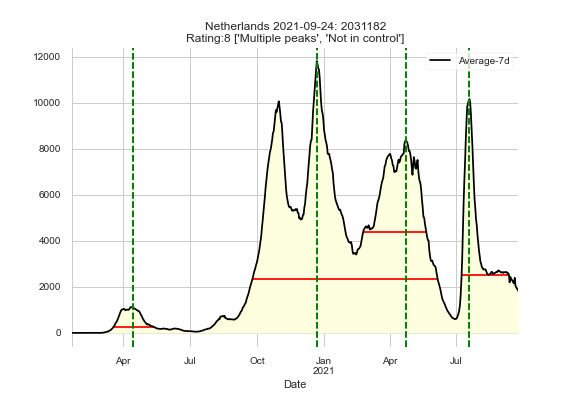 Netherlands 2021-09-24: 2031182
Rating:8 ['Multiple peaks', 'Not in control']
Average-7d
12000
10000
8000
6000
4000
2000
0
Apr Jul Oct Jan Apr Jul
2021
Date